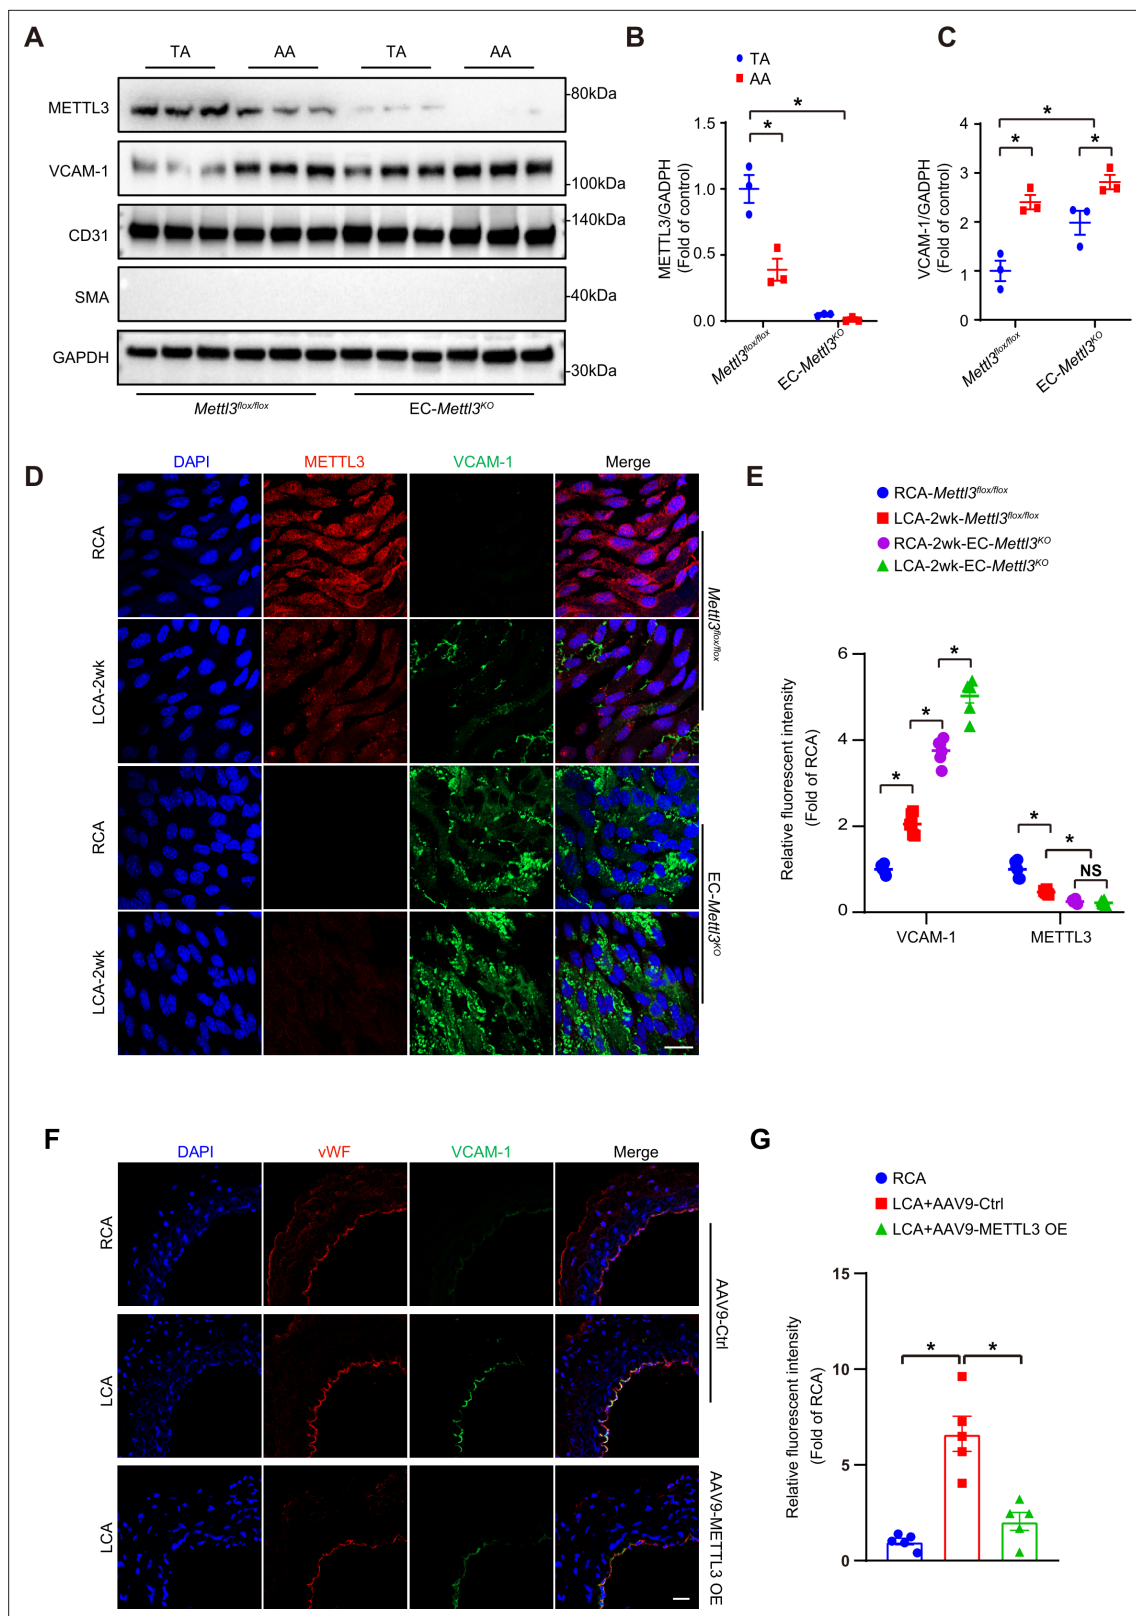 A
TA AA TA AA
METTL3
-80kDa
VCAM-1
-100kDa
CD31
-140kDa
SMA
-40kDa
GAPDH
-30kDa
Mettl3flox/flox EC-Mettl3KO
B
TA
AA
METTL3/GADPH
(Fold of control)
1.5
1.0
0.5
0.0
*
*
Mettl3flox/flox
EC-Mettl3KO
C
VCAM-1/GADPH
(Fold of control)
4
3
2
1
0
*
* *
Mettl3flox/flox
EC-Mettl3KO
D
DAPI METTL3 VCAM-1 Merge
RCA
LCA-2wk
Mettl3flox/flox
RCA
LCA-2wk
EC-Mettl3KO
E
RCA-Mettl3flox/flox
LCA-2wk-Mettl3flox/flox
RCA-2wk-EC-Mettl3KO
LCA-2wk-EC-Mettl3KO
Relative fluorescent intensity
(Fold of RCA)
6
4
2
0
*
*
*
*
*
NS
VCAM-1 METTL3
F
DAPI vWF VCAM-1 Merge
RCA
LCA
AAV9-Ctrl
LCA
AAV9-METTL3 OE
G
RCA
LCA+AAV9-Ctrl
LCA+AAV9-METTL3 OE
Relative fluorescent intensity
(Fold of RCA)
15
10
5
0
* *